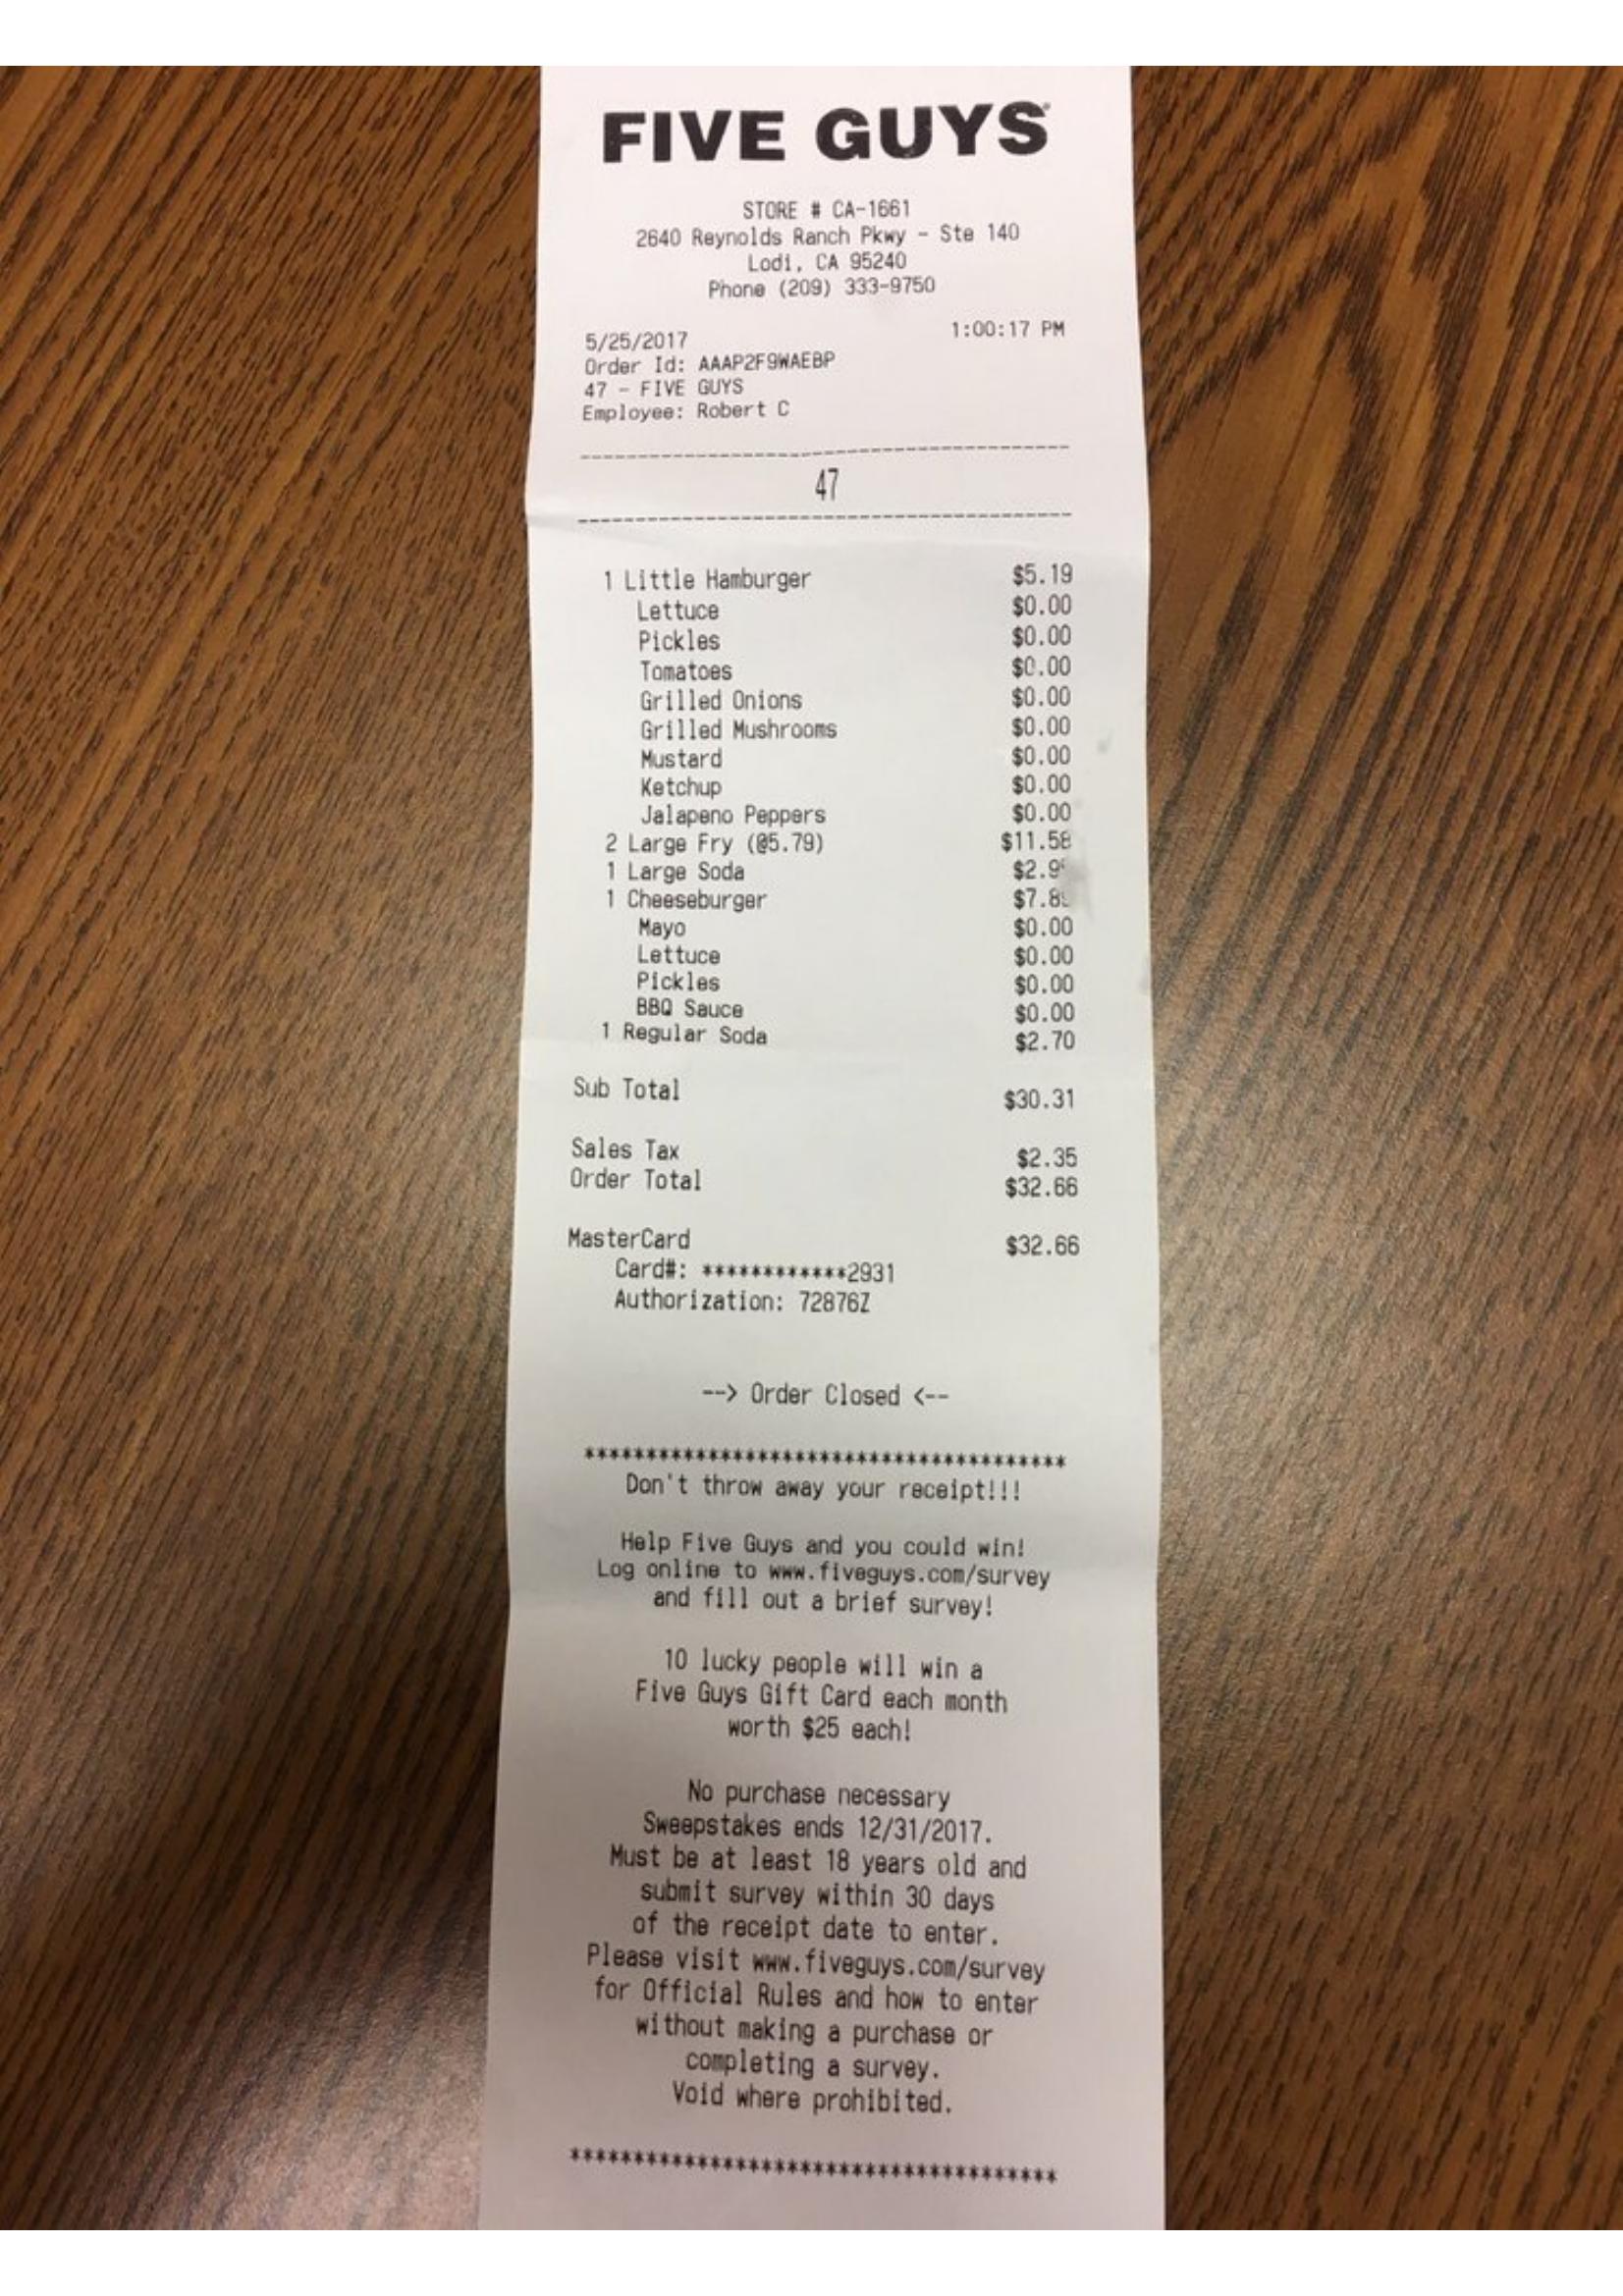 FIVE GUYS
STORE # CA-1661
2640 Reynolds Ranch Pkwy - Ste 140
Lodi, CA 95240
Phone (209) 333-9750
5/25/2017 1:00:17 PM
Order Id: AAAP2F9WAEBP
47 - FIVE GUYS
Employee: Robert C
47
1 Little Hamburger $5.19
Lettuce $0.00
Pickles $0.00
Tomatoes $0.00
Grilled Onions $0.00
Grilled Mushrooms $0.00
Mustard $0.00
Ketchup $0.00
Jalapeno Peppers $0.00
2 Large Fry (@5.79) $11.58
1 Large Soda
1 Cheeseburger
Mayo $0.00
Lettuce $0.00
Pickles $0.00
BBQ Sauce $0.00
1 Regular Soda $2.70
Sub Total $30.31
Sales Tax $2.35
Order Total $32.66
MasterCard $32.66
Card#: ************2931
Authorization: 72876Z
--> Order Closed <--
***************************************
Don't throw away your receipt!!!
Help Five Guys and you could win!
Log online to www.fiveguys.com/survey
and fill out a brief survey!
10 lucky people will win a
Five Guys Gift Card each month
worth $25 each!
No purchase necessary
Sweepstakes ends 12/31/2017.
Must be at least 18 years old and
submit survey within 30 days
of the receipt date to enter.
Please visit www.fiveguys.com/survey
for Official Rules and how to enter
without making a purchase or
completing a survey.
Void where prohibited.
***************************************